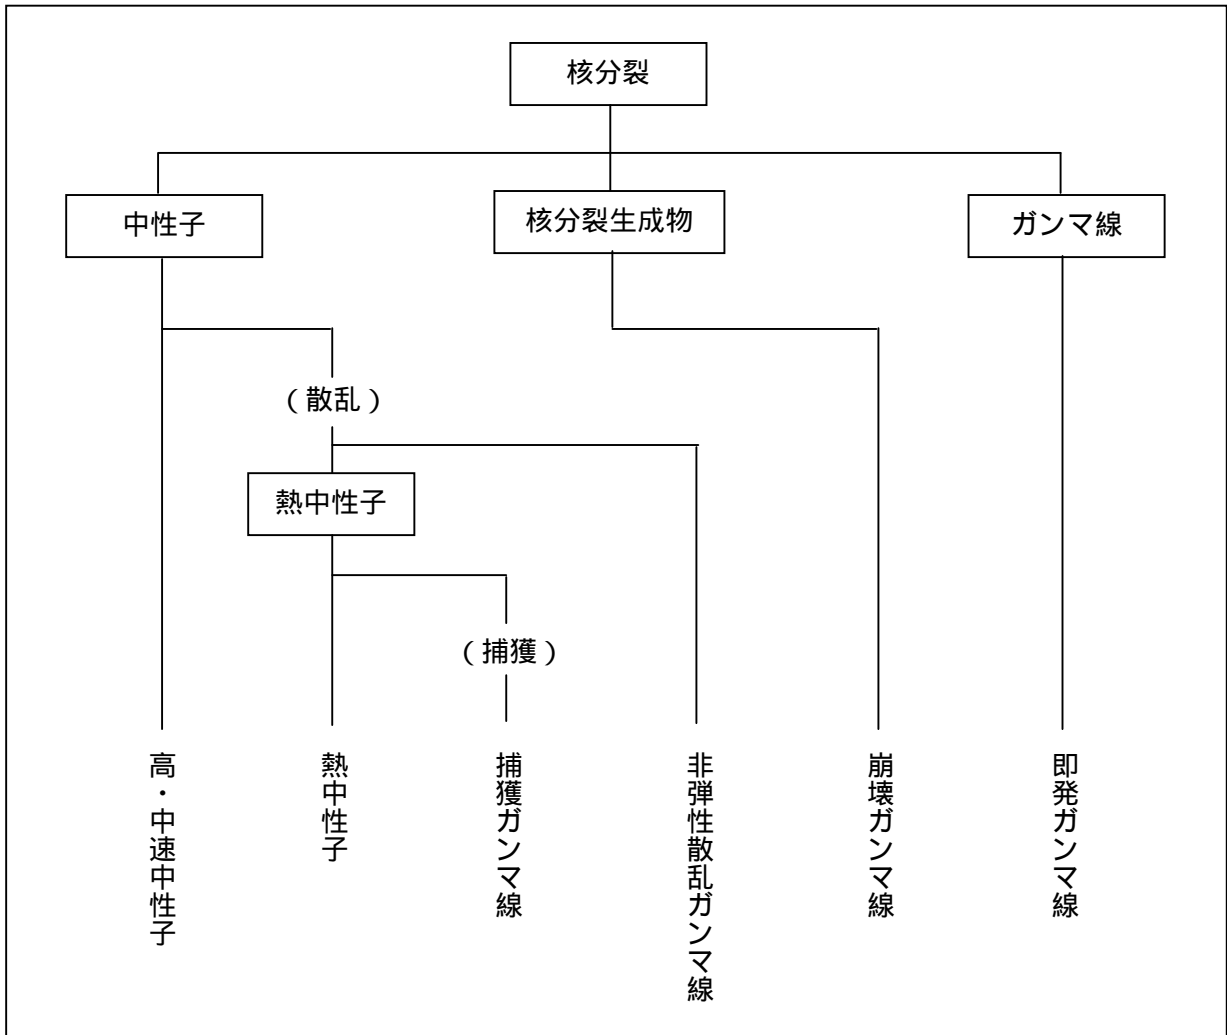 核分裂
中性子
核分裂生成物
ガンマ線
（散乱）
熱中性子
（捕獲）
高・中速中性子
熱中性子
捕獲ガンマ線
非弾性散乱ガンマ線
崩壊ガンマ線
即発ガンマ線